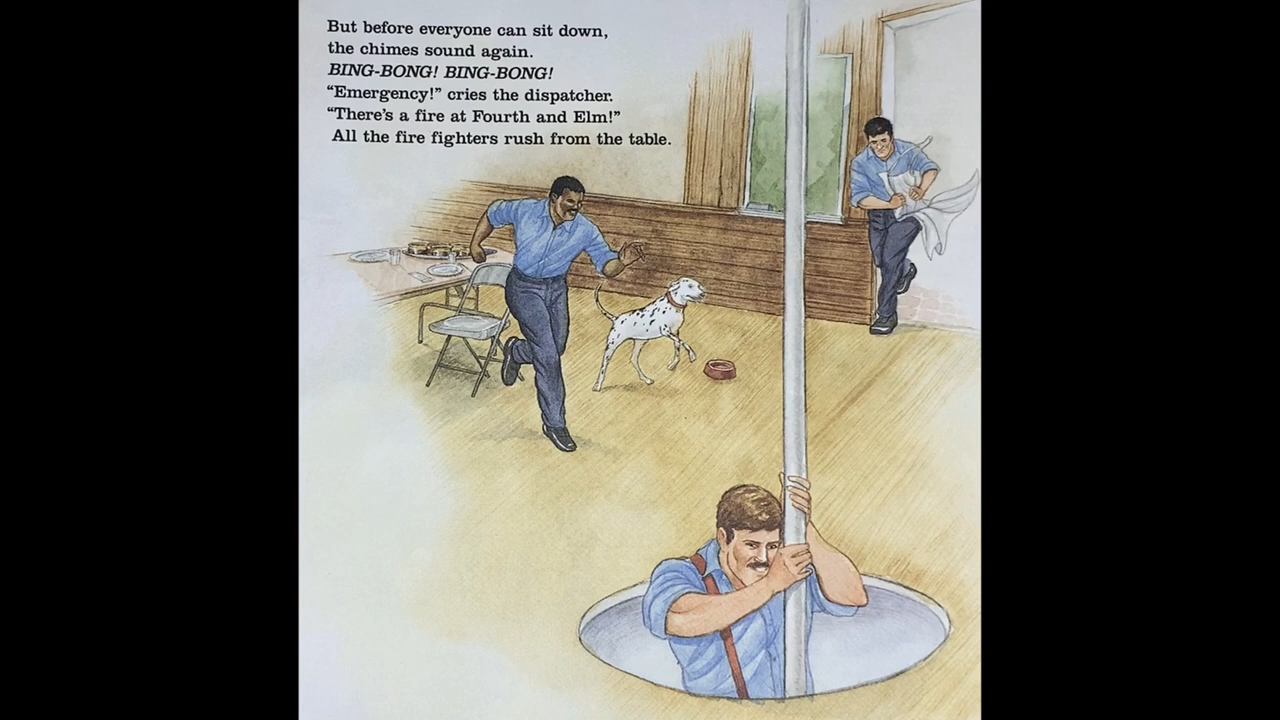 But before everyone can sit down,
the chimes sound again.
BING-BONG! BING-BONG!
“Emergency!” cries the dispatcher.
“There’s a fire at Fourth and Elm!”
All the fire fighters rush from the table.